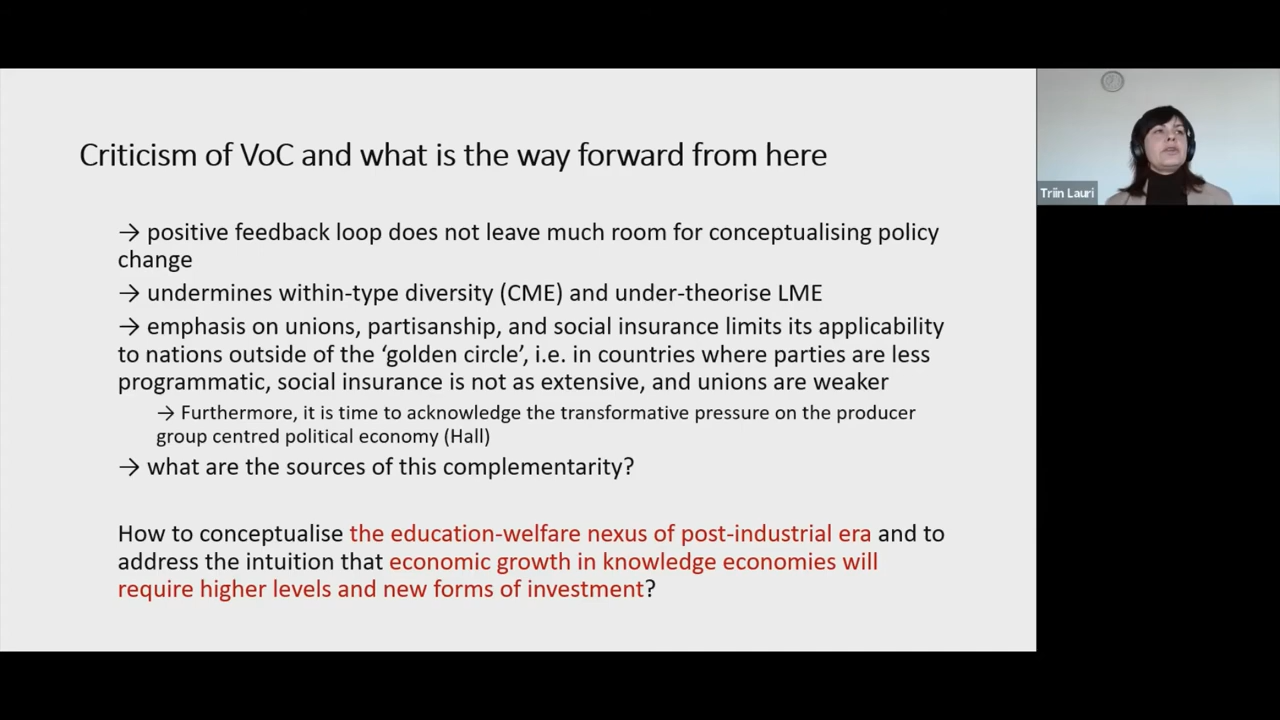 Criticism of VoC and what is the way forward from here
→ positive feedback loop does not leave much room for conceptualising policy
change
→ undermines within-type diversity (CME) and under-theorise LME
→ emphasis on unions, partisanship, and social insurance limits its applicability
to nations outside of the ‘golden circle’, i.e. in countries where parties are less
programmatic, social insurance is not as extensive, and unions are weaker
→ Furthermore, it is time to acknowledge the transformative pressure on the producer
group centred political economy (Hall)
→ what are the sources of this complementarity?
How to conceptualise the education-welfare nexus of post-industrial era and to
address the intuition that economic growth in knowledge economies will
require higher levels and new forms of investment?
Triin Lauri